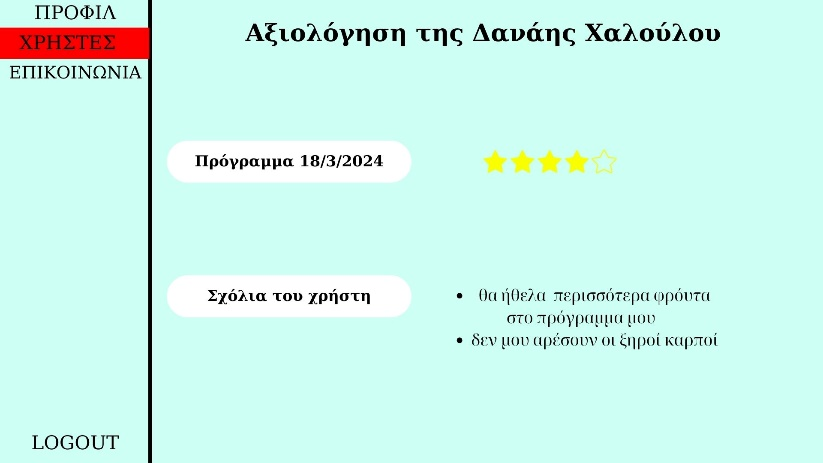 ΠΡΟΦΙΛ
ΧΡΗΣΤΕΣ
ΕΠΙΚΟΙΝΩΝΙΑ
Αξιολόγηση της Δανάης Χαλούλου
Πρόγραμμα 18/3/2024
Σχόλια του χρήστη
• θα ήθελα περισσότερα φρούτα
στο πρόγραμμα μου
• δεν μου αρέσουν οι ξηροί καρποί
LOGOUT